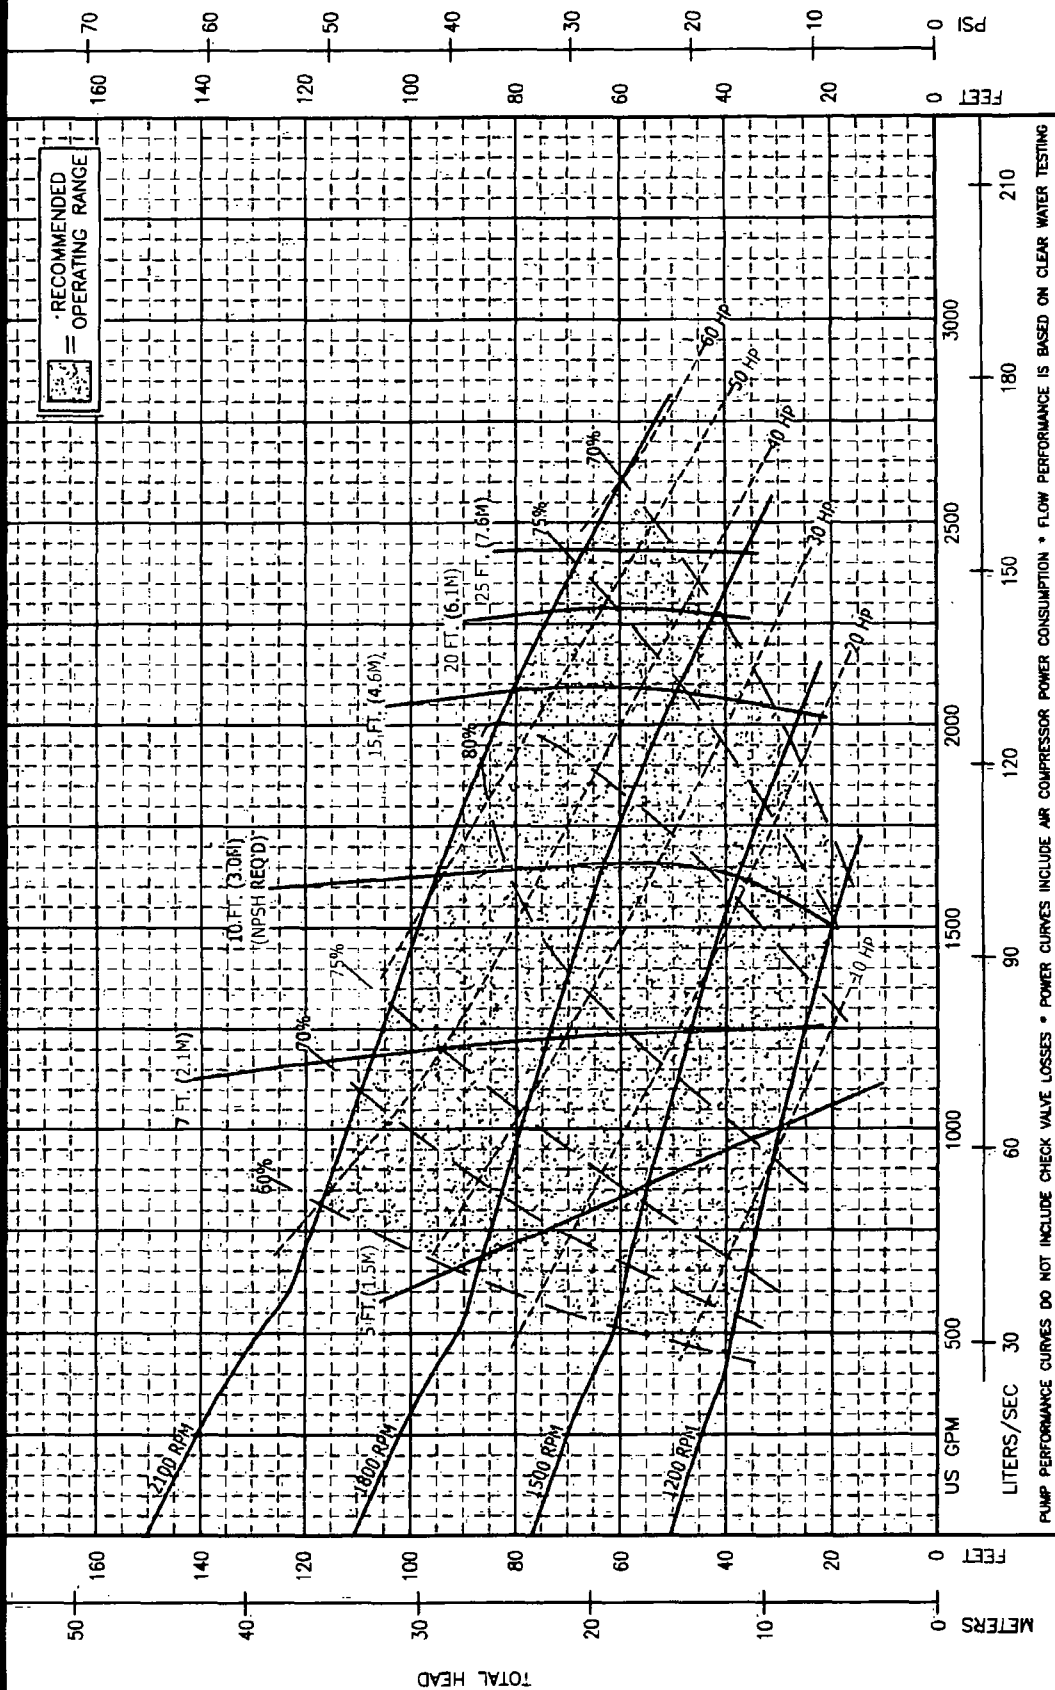 = RECOMMENDED
OPERATING RANGE
TOTAL HEAD
METERS
50
40
30
20
10
0
FEET
160
140
120
100
80
60
40
20
0
2100 RPM
1800 RPM
1500 RPM
1200 RPM
5 FT. (1.5M)
7 FT. (2.1M)
10 FT. (3.0M)
(NPSH REQ'D)
15 FT. (4.6M)
20 FT. (6.1M)
25 FT. (7.6M)
60%
70%
75%
80%
75%
70%
60 HP
50 HP
40 HP
30 HP
20 HP
10 HP
FEET
160
140
120
100
80
60
40
20
0
PSI
70
60
50
40
30
20
10
0
US GPM
500
1000
1500
2000
2500
3000
LITERS/SEC
30
60
90
120
150
180
210
PUMP PERFORMANCE CURVES DO NOT INCLUDE CHECK VALVE LOSSES * POWER CURVES INCLUDE AIR COMPRESSOR POWER CONSUMPTION * FLOW PERFORMANCE IS BASED ON CLEAR WATER TESTING